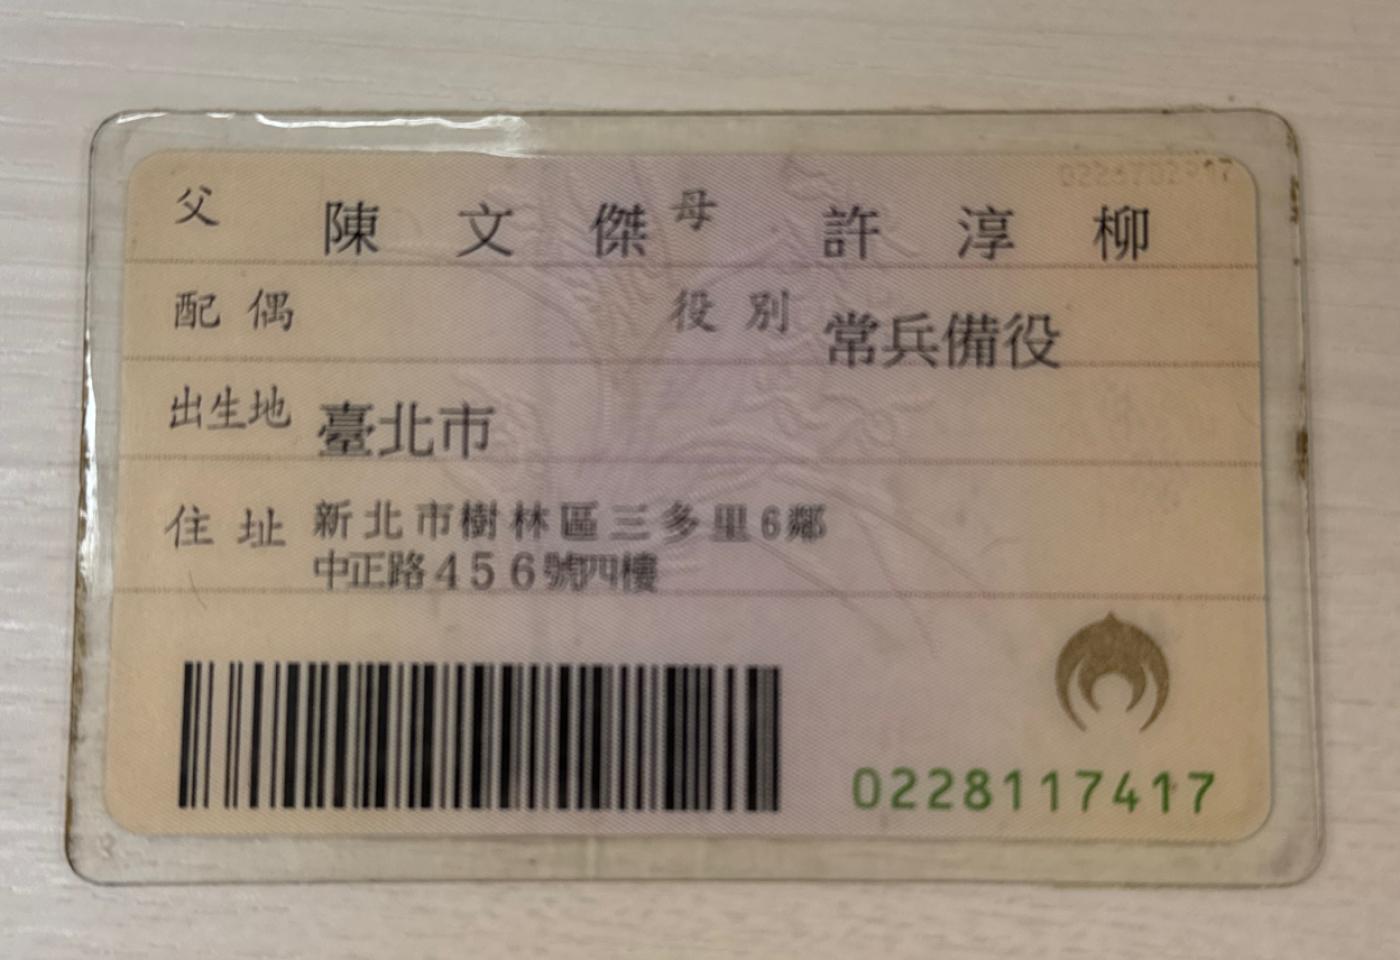 父 陳文傑 母 許淳柳
配偶 役別 常兵備役
出生地 臺北市
住址 新北市樹林區三多里6鄰
中正路456號四樓
0228117417